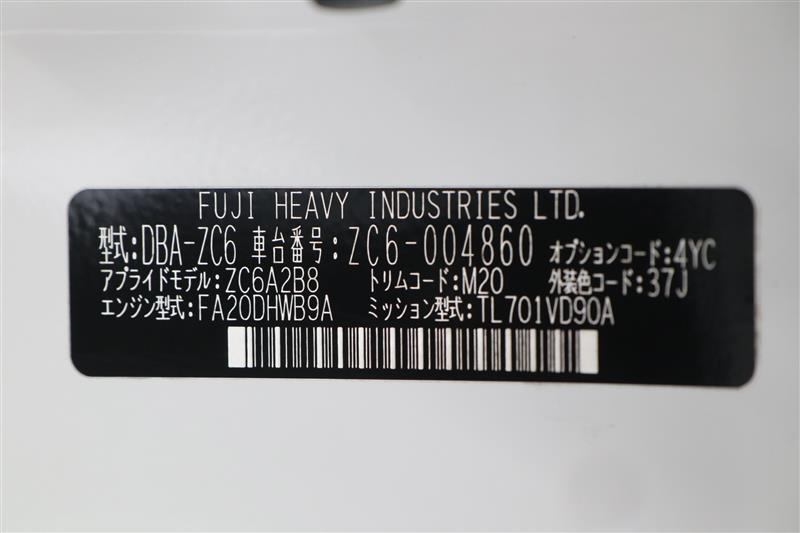 FUJI HEAVY INDUSTRIES LTD.
型式:DBA-ZC6 車台番号:ZC6-004860 オプションコード:4YC
アプライドモデル:ZC6A2B8 トリムコード:M20 外装色コード:37J
エンジン型式:FA20DHWB9A ミッション型式:TL701VD90A